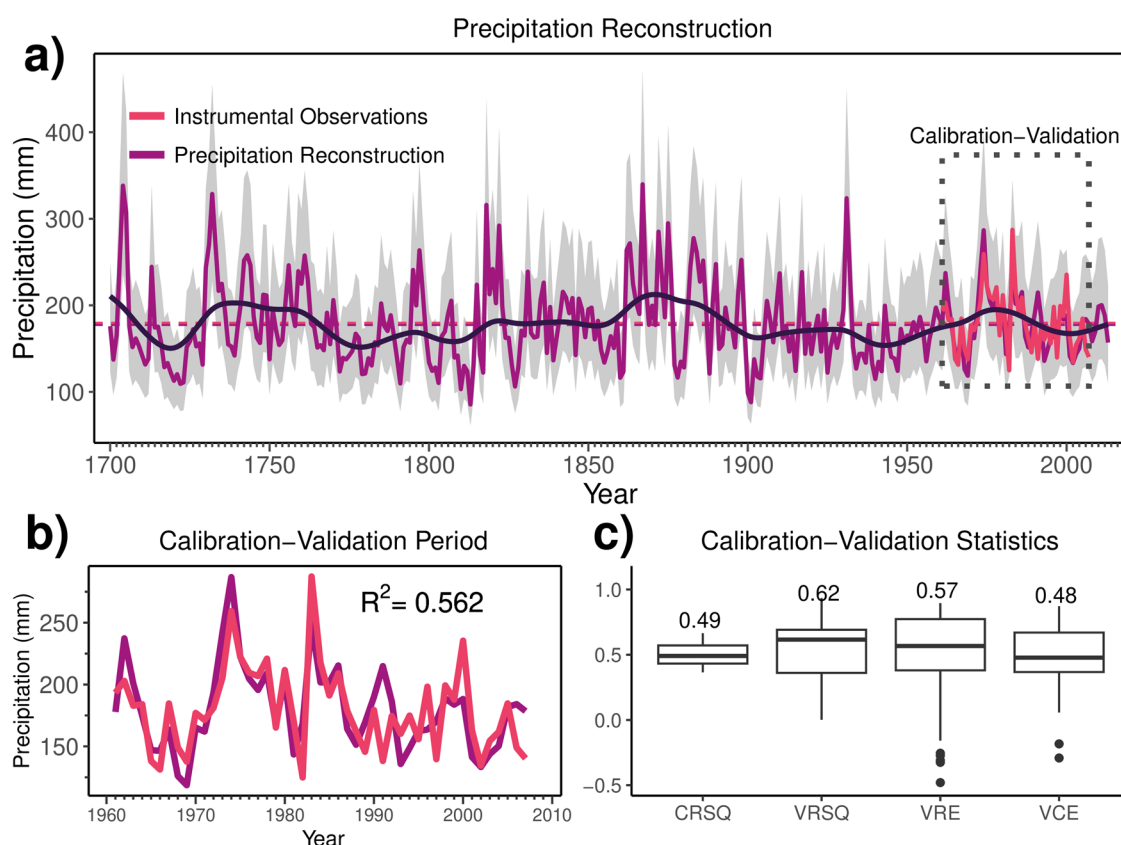 Precipitation Reconstruction
a)
Instrumental Observations
Precipitation Reconstruction
Calibration−Validation
Precipitation (mm)
400
300
200
100
1700 1750 1800 1850 1900 1950 2000
Year
b)
Calibration−Validation Period
R²= 0.562
Precipitation (mm)
250
200
150
1960 1970 1980 1990 2000 2010
Year
c)
Calibration−Validation Statistics
1.0
0.5
0.0
−0.5
0.49 0.62 0.57 0.48
CRSQ VRSQ VRE VCE